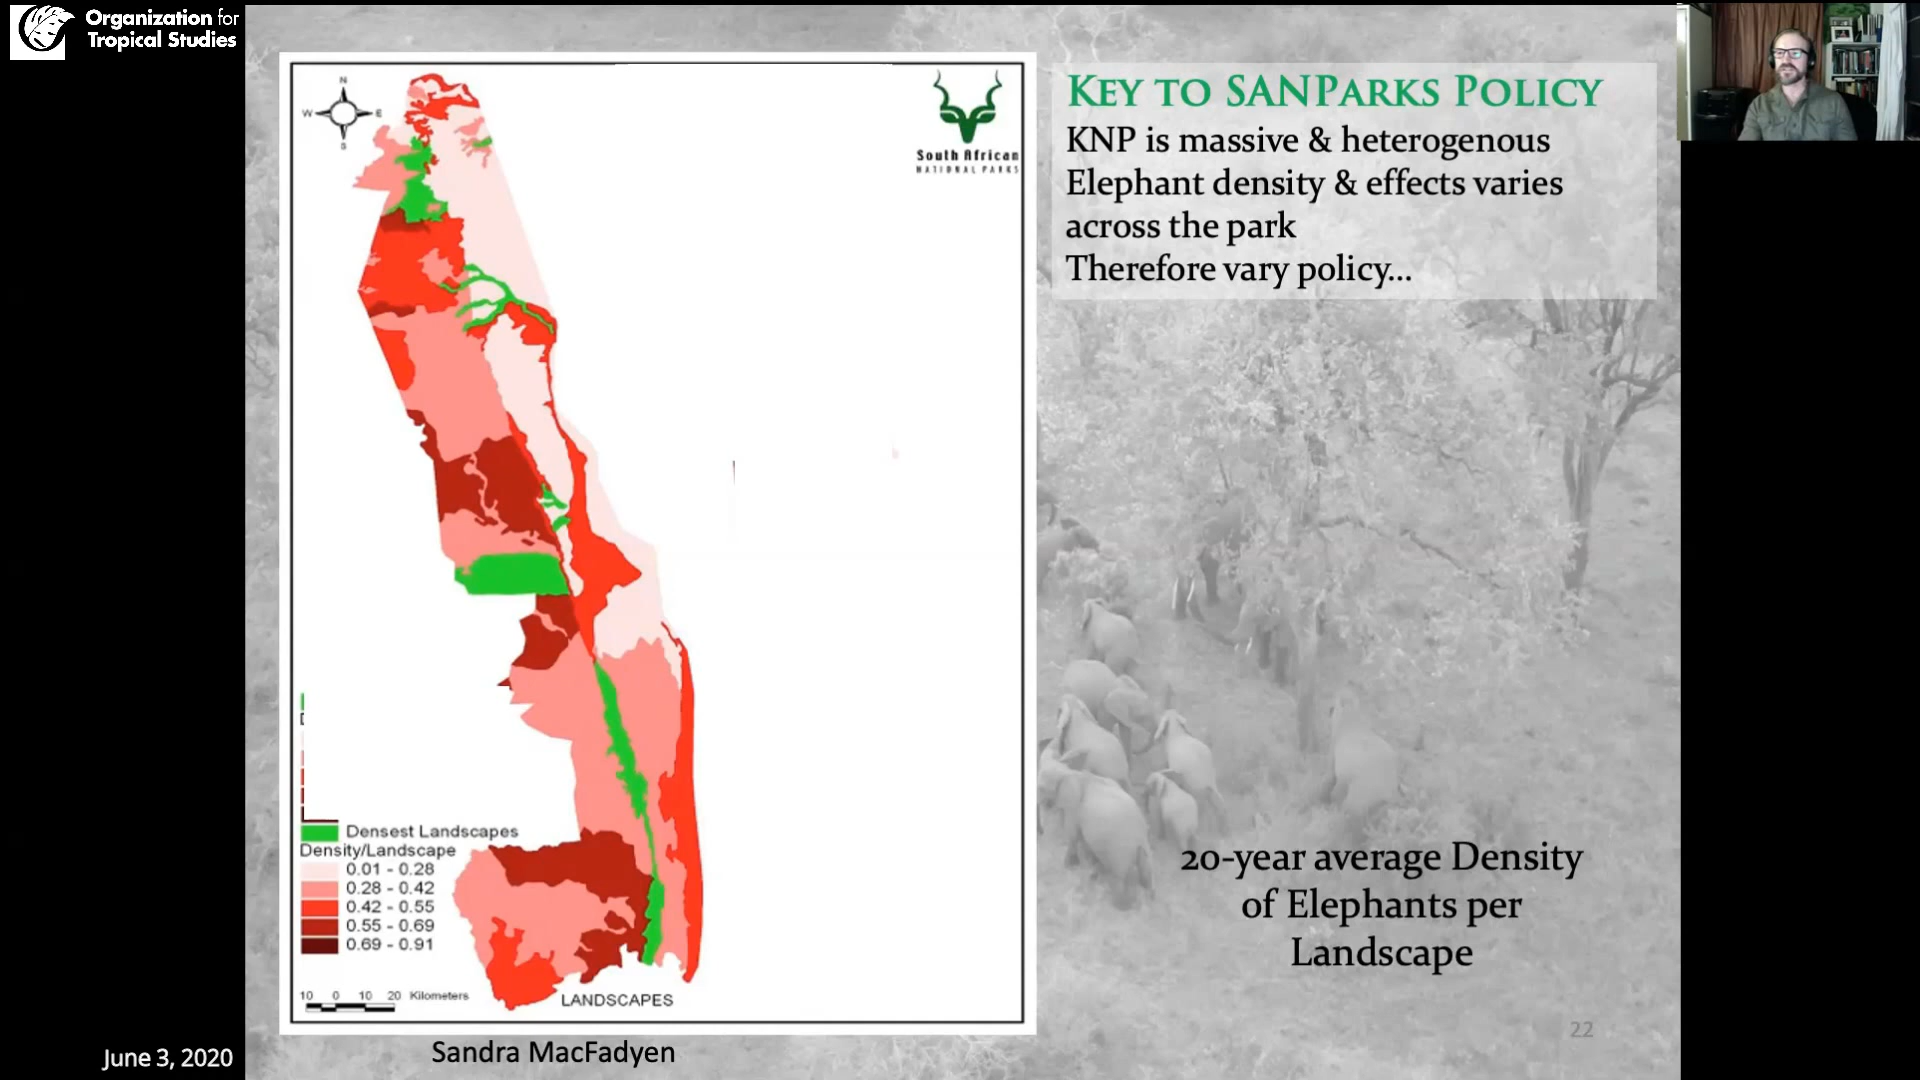 Organization for
Tropical Studies
N
W
E
S
South African
NATIONAL PARKS
KEY TO SANPARKS POLICY
KNP is massive & heterogenous
Elephant density & effects varies
across the park
Therefore vary policy...
Densest Landscapes
Density/Landscape
0.01 - 0.28
0.28 - 0.42
0.42 - 0.55
0.55 - 0.69
0.69 - 0.91
10 0 10 20 Kilometers
LANDSCAPES
20-year average Density
of Elephants per
Landscape
22
Sandra MacFadyen
June 3, 2020